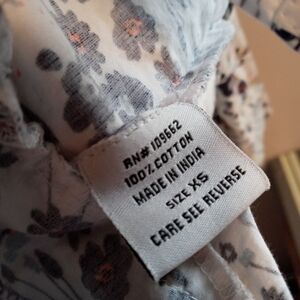 RN# 109662
100% COTTON
MADE IN INDIA
SIZE XS
CARE SEE REVERSE